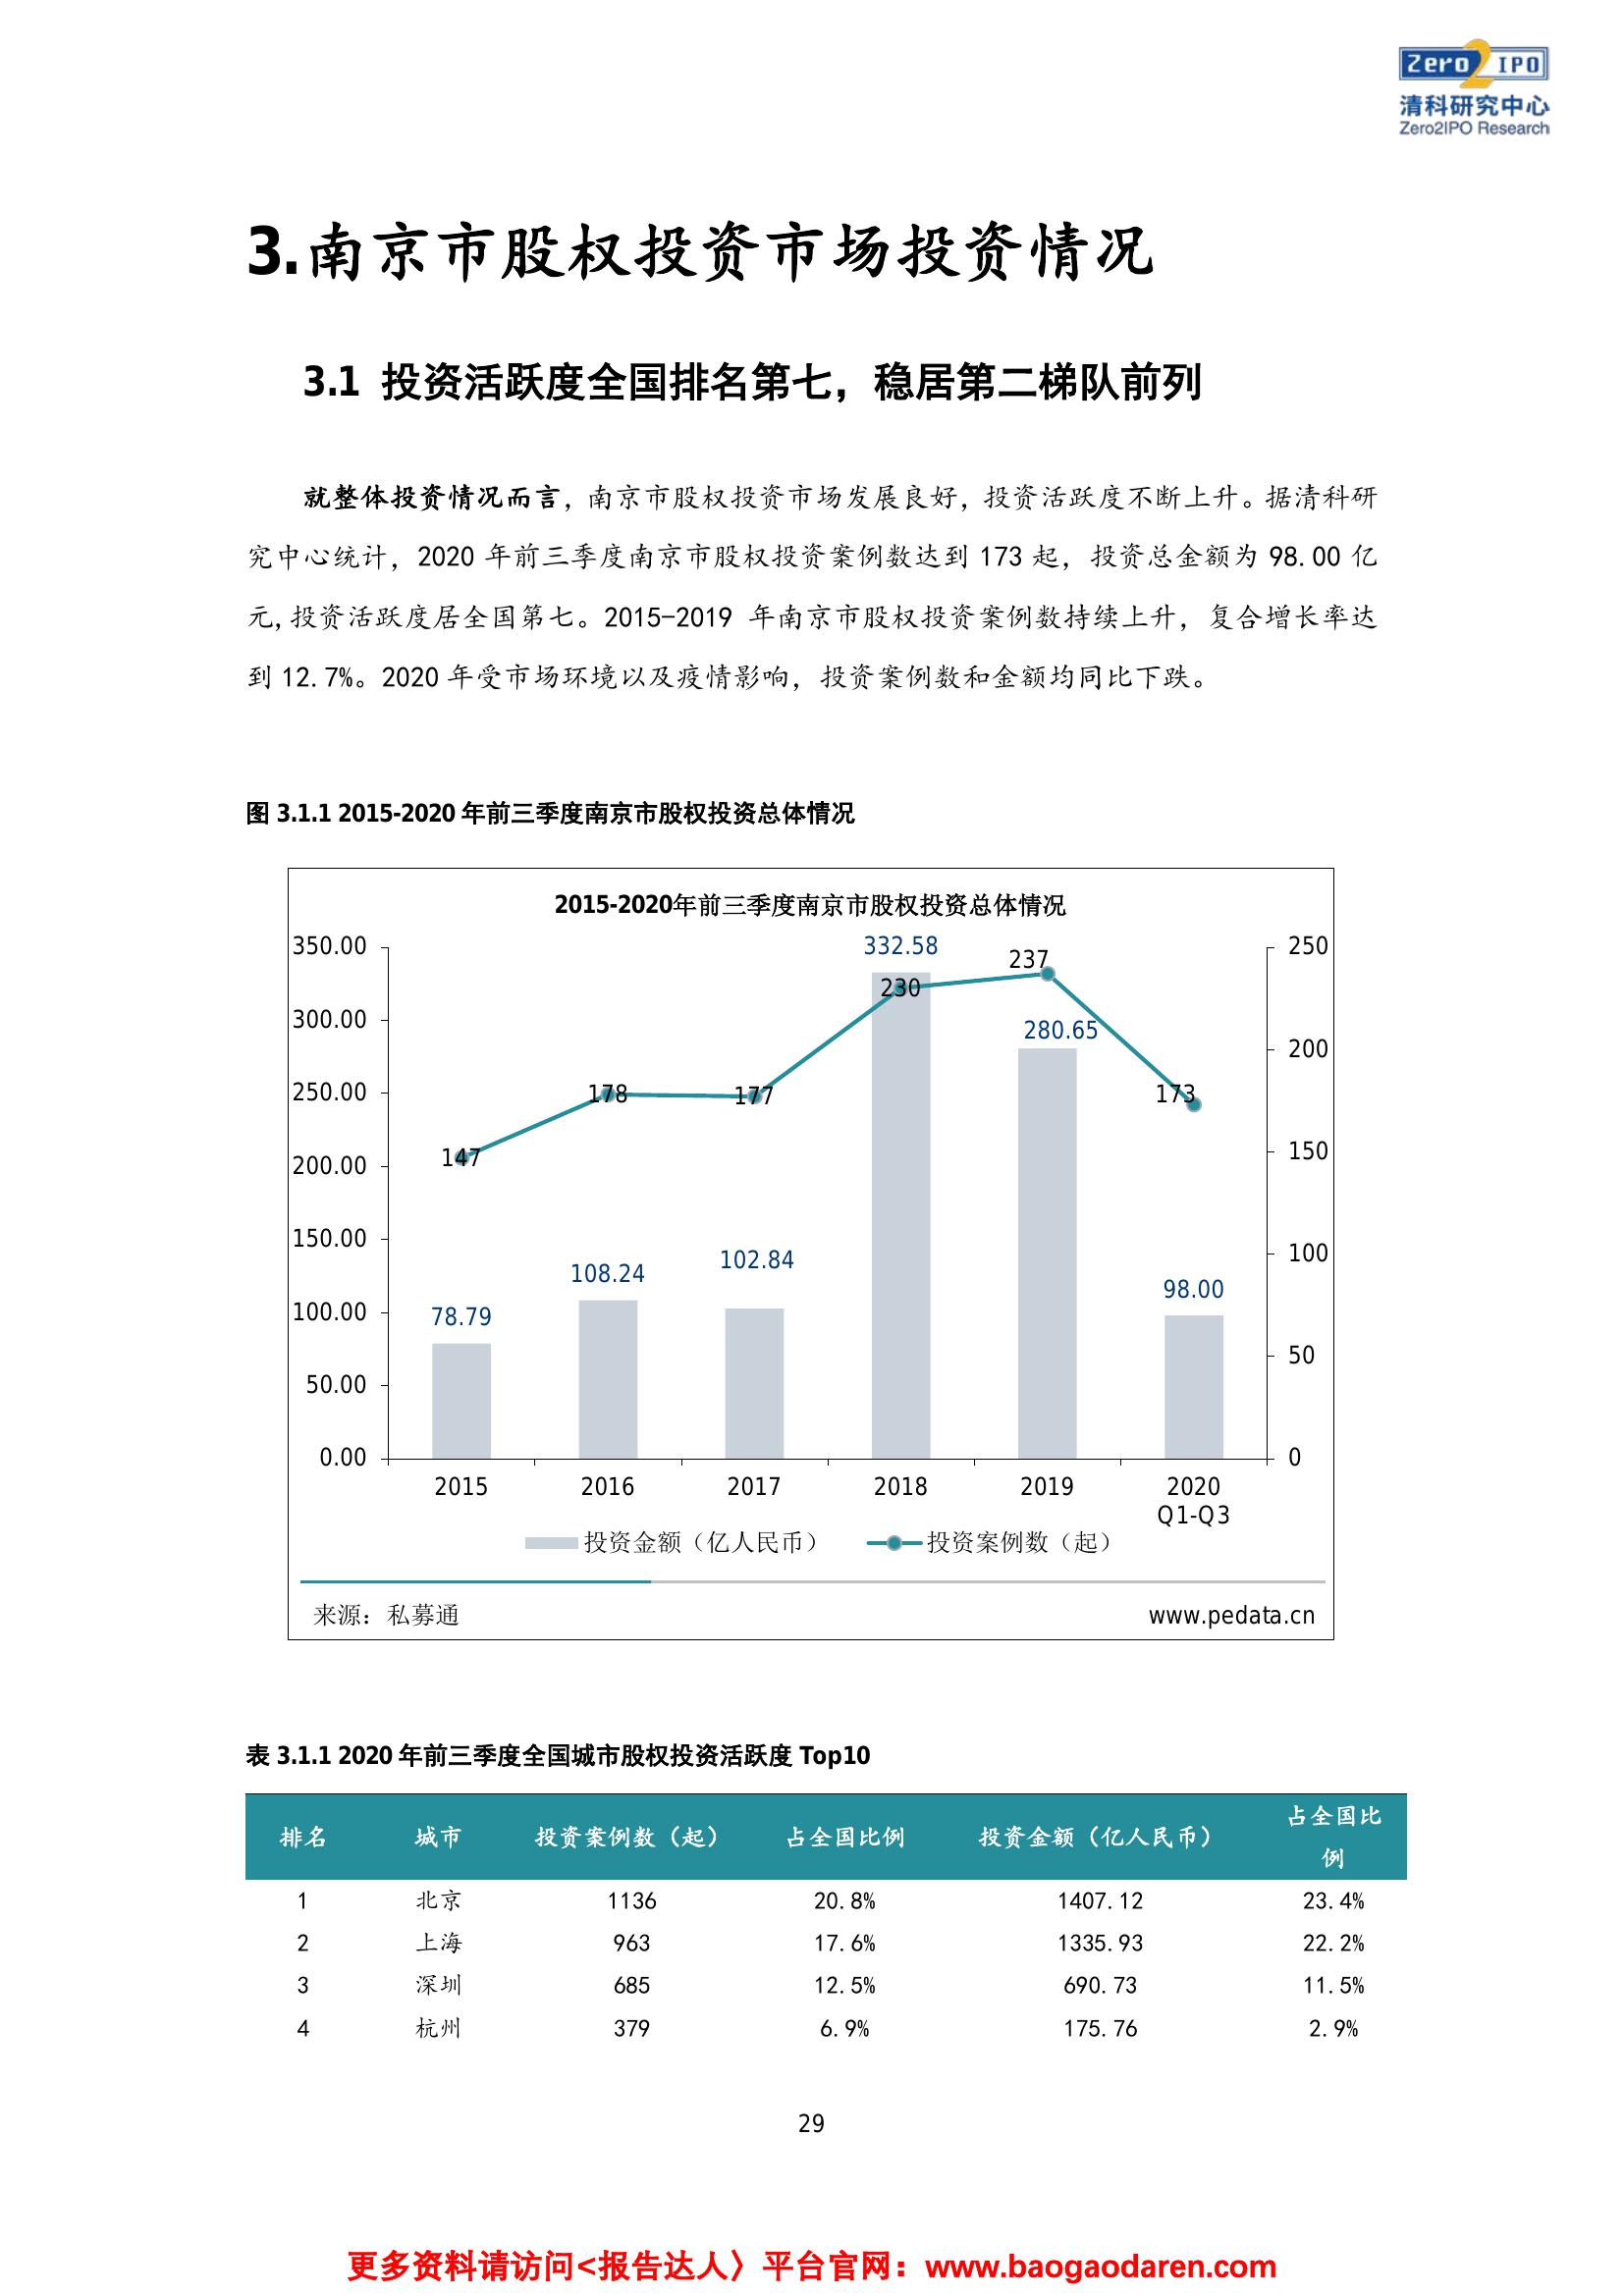 Zero2IPO
清科研究中心
Zero2IPO Research
3.南京市股权投资市场投资情况
3.1 投资活跃度全国排名第七，稳居第二梯队前列
就整体投资情况而言，南京市股权投资市场发展良好，投资活跃度不断上升。据清科研
究中心统计，2020 年前三季度南京市股权投资案例数达到 173 起，投资总金额为 98.00 亿
元,投资活跃度居全国第七。2015-2019 年南京市股权投资案例数持续上升，复合增长率达
到 12.7%。2020 年受市场环境以及疫情影响，投资案例数和金额均同比下跌。
图 3.1.1 2015-2020 年前三季度南京市股权投资总体情况
2015-2020年前三季度南京市股权投资总体情况
350.00
300.00
250.00
200.00
150.00
100.00
50.00
0.00
250
200
150
100
50
0
147
178
177
230
237
173
78.79
108.24
102.84
332.58
280.65
98.00
2015 2016 2017 2018 2019 2020
Q1-Q3
投资金额（亿人民币） 投资案例数（起）
来源：私募通 www.pedata.cn
表 3.1.1 2020 年前三季度全国城市股权投资活跃度 Top10
排名 城市 投资案例数（起） 占全国比例 投资金额（亿人民币） 占全国比
例
1 北京 1136 20.8% 1407.12 23.4%
2 上海 963 17.6% 1335.93 22.2%
3 深圳 685 12.5% 690.73 11.5%
4 杭州 379 6.9% 175.76 2.9%
29
更多资料请访问<报告达人〉平台官网：www.baogaodaren.com